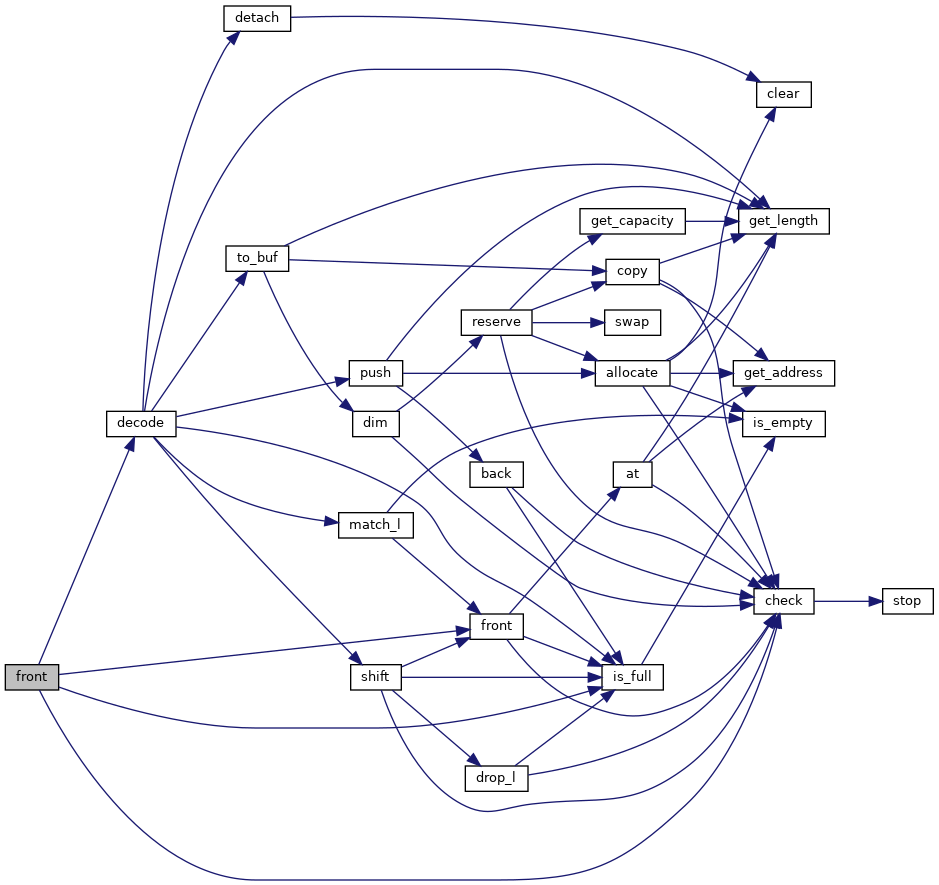 detach
clear
get_capacity
get_length
to_buf
copy
reserve
swap
push
allocate
get_address
decode
dim
is_empty
back
at
match_l
check
stop
front
front
shift
is_full
drop_l